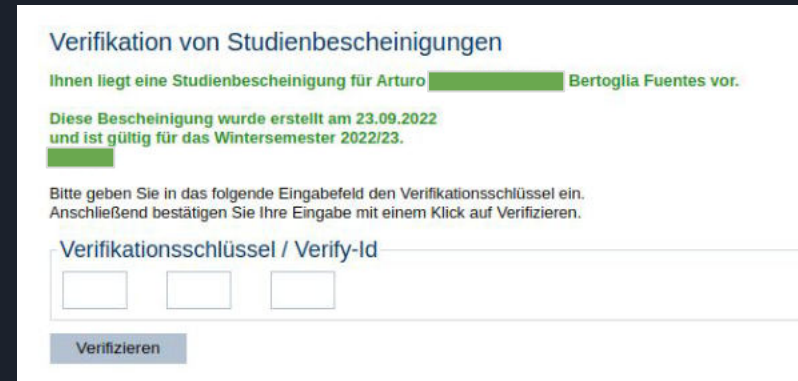 Verifikation von Studienbescheinigungen
Ihnen liegt eine Studienbescheinigung für Arturo Bertoglia Fuentes vor.
Diese Bescheinigung wurde erstellt am 23.09.2022
und ist gültig für das Wintersemester 2022/23.
Bitte geben Sie in das folgende Eingabefeld den Verifikationsschlüssel ein.
Anschließend bestätigen Sie Ihre Eingabe mit einem Klick auf Verifizieren.
Verifikationsschlüssel / Verify-Id
Verifizieren